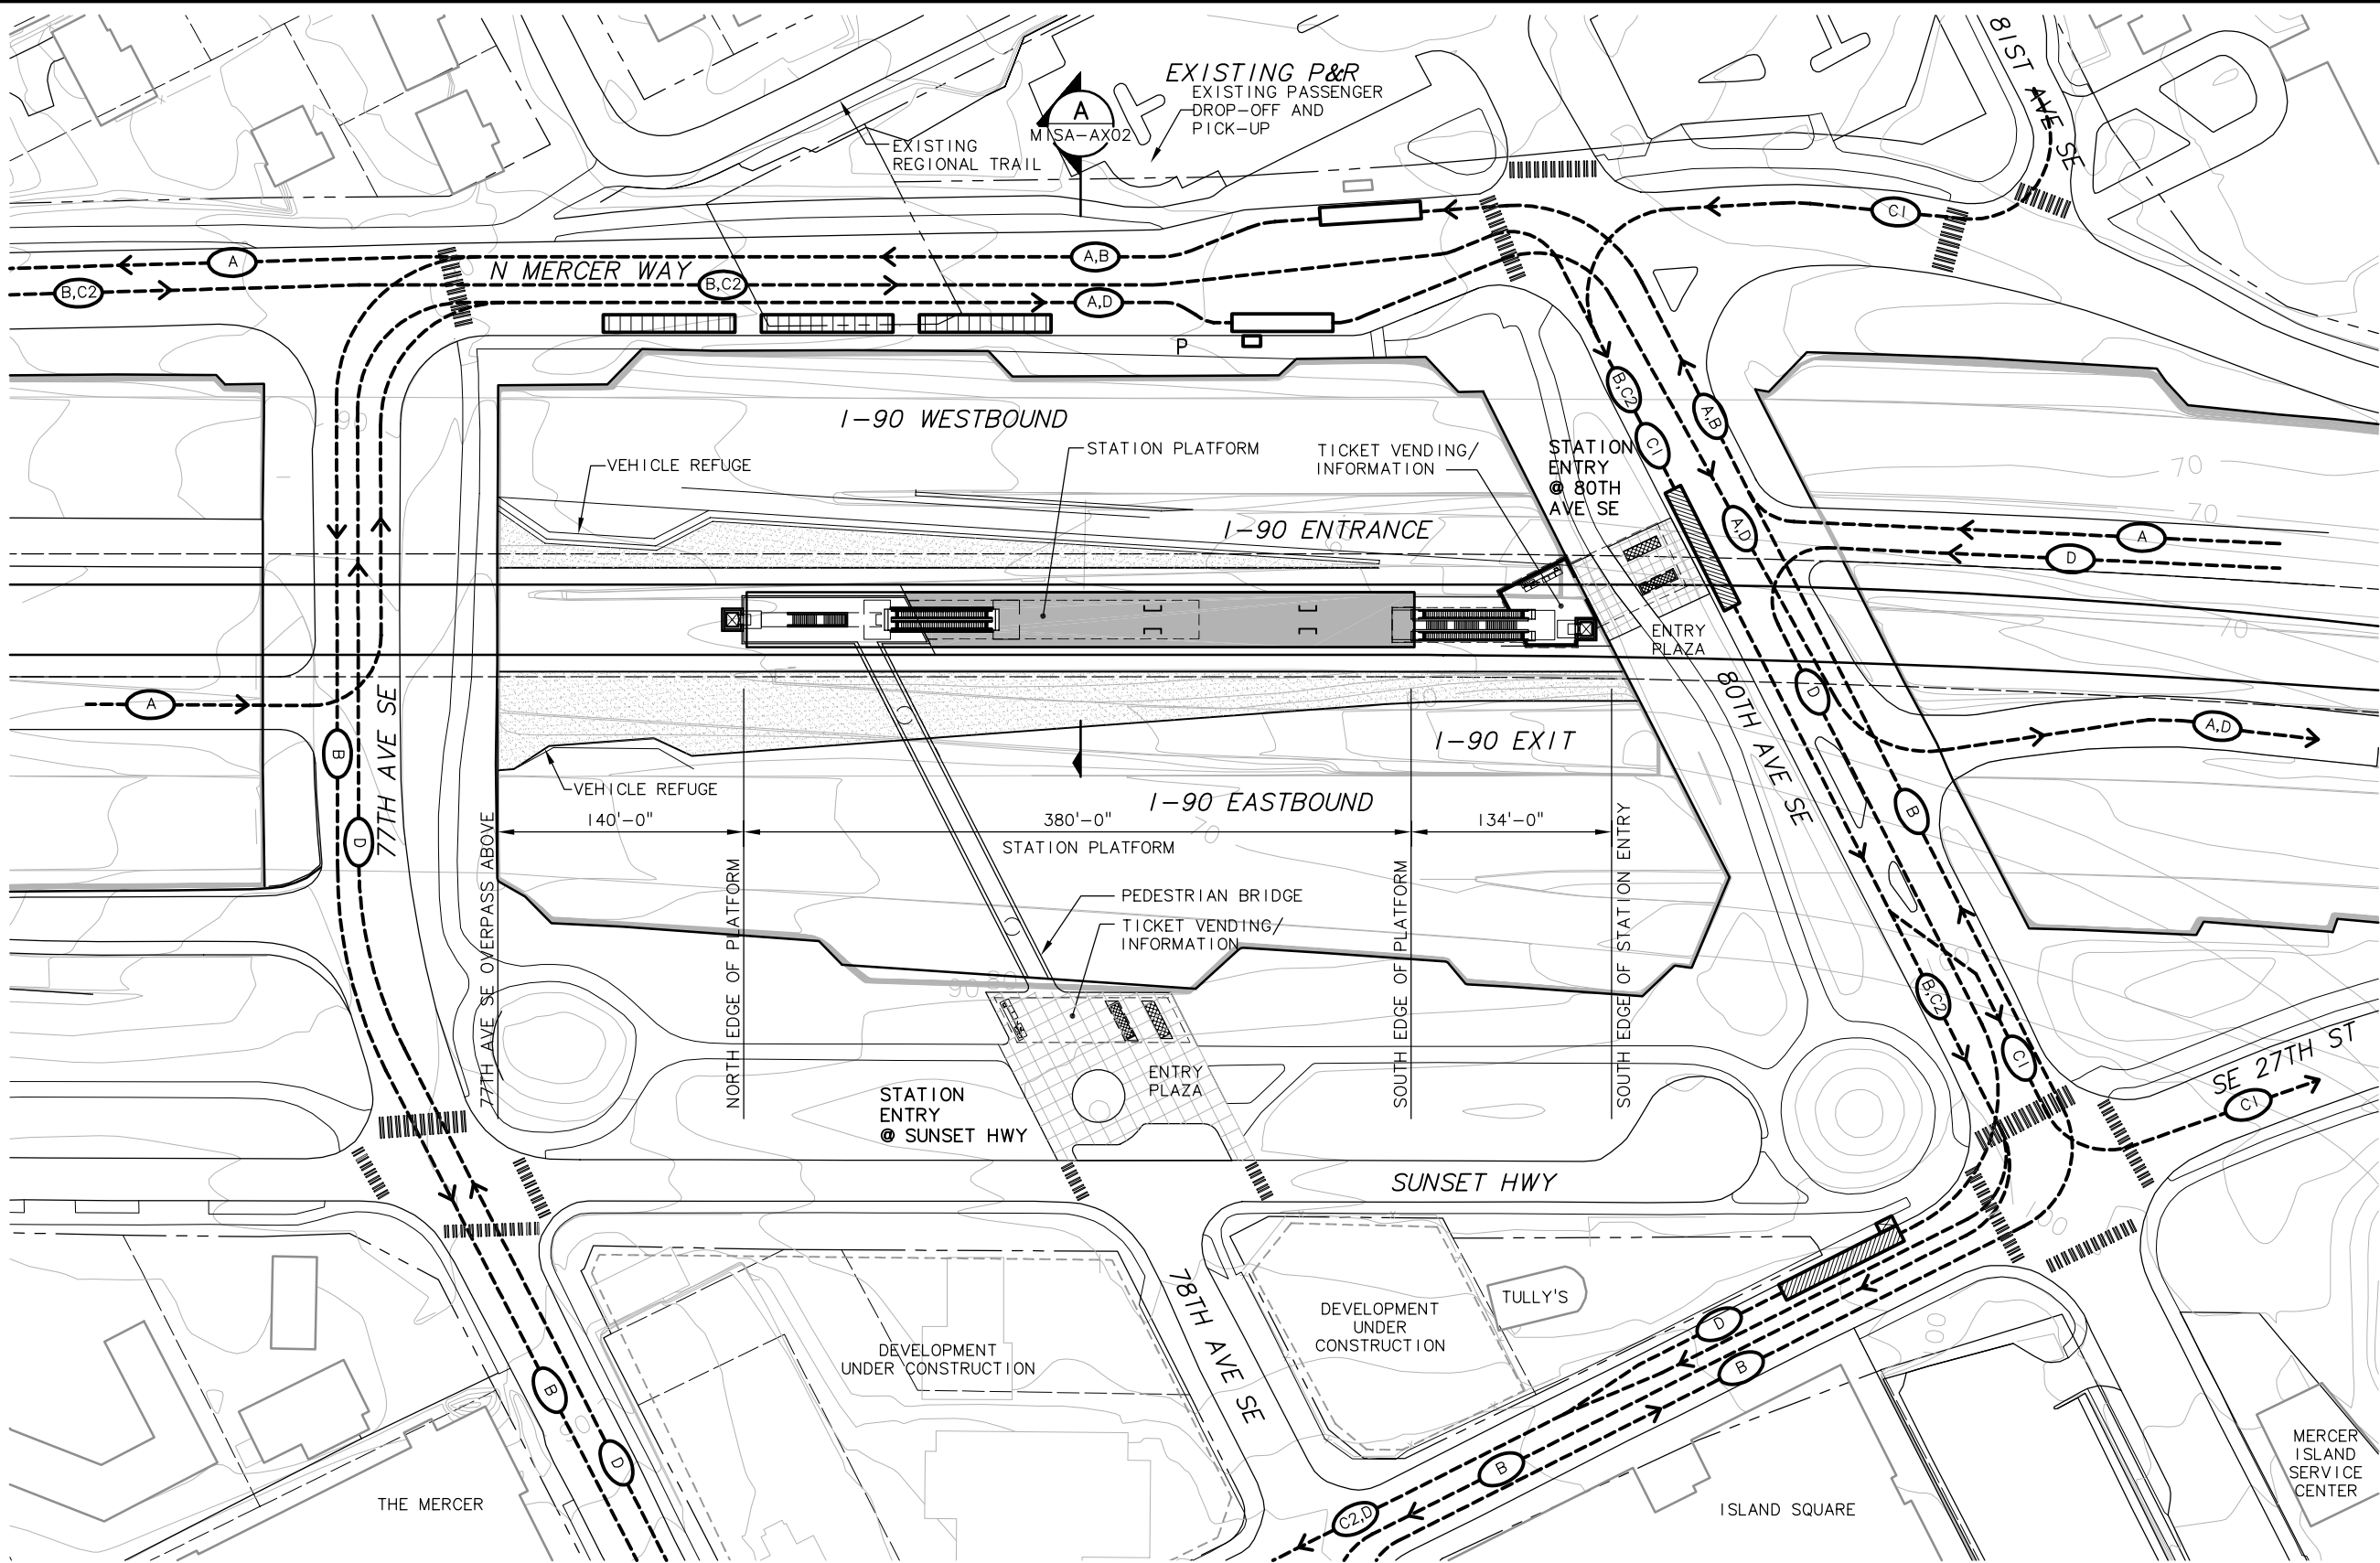 81ST AVE SE
EXISTING P&R
EXISTING PASSENGER
DROP-OFF AND
PICK-UP
A
MISA-AX02
EXISTING
REGIONAL TRAIL
C1
A
A,B
N MERCER WAY
B,C2
B,C2
A,D
P
90
B,C2
A,B
I-90 WESTBOUND
C1
STATION PLATFORM
TICKET VENDING/
INFORMATION
STATION
ENTRY
@ 80TH
AVE SE
VEHICLE REFUGE
70
70
I-90 ENTRANCE
A,D
A
D
ENTRY
PLAZA
70
A
77TH AVE SE
80TH AVE SE
D
A,D
B
I-90 EXIT
VEHICLE REFUGE
I-90 EASTBOUND
B
140'-0"
380'-0"
134'-0"
STATION PLATFORM
70
D
77TH AVE SE OVERPASS ABOVE
NORTH EDGE OF PLATFORM
SOUTH EDGE OF PLATFORM
SOUTH EDGE OF STATION ENTRY
PEDESTRIAN BRIDGE
TICKET VENDING/
INFORMATION
90
80
B,C2
C1
SE 27TH ST
C1
ENTRY
PLAZA
STATION
ENTRY
@ SUNSET HWY
SUNSET HWY
78TH AVE SE
TULLY'S
DEVELOPMENT
UNDER
CONSTRUCTION
D
DEVELOPMENT
UNDER CONSTRUCTION
B
B
D
B
MERCER
ISLAND
SERVICE
CENTER
THE MERCER
C2,D
ISLAND SQUARE